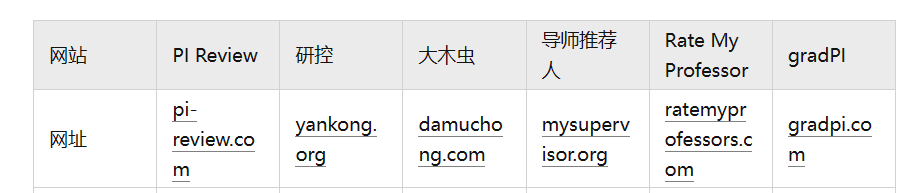 网站
PI Review
研控
大木虫
导师推荐
人
Rate My
Professor
gradPI
网址
pi-
review.co
m
yankong.
org
damucho
ng.com
mysuperv
isor.org
ratemypr
ofessors.c
om
gradpi.co
m